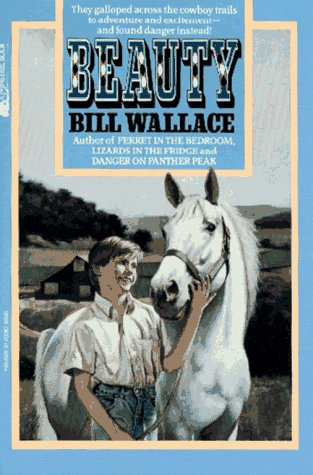 They galloped across the cowboy trails
to adventure and excitement—
and found danger instead!
BEAUTY
BILL WALLACE
Author of FERRET IN THE BEDROOM,
LIZARDS IN THE FRIDGE and
DANGER ON PANTHER PEAK